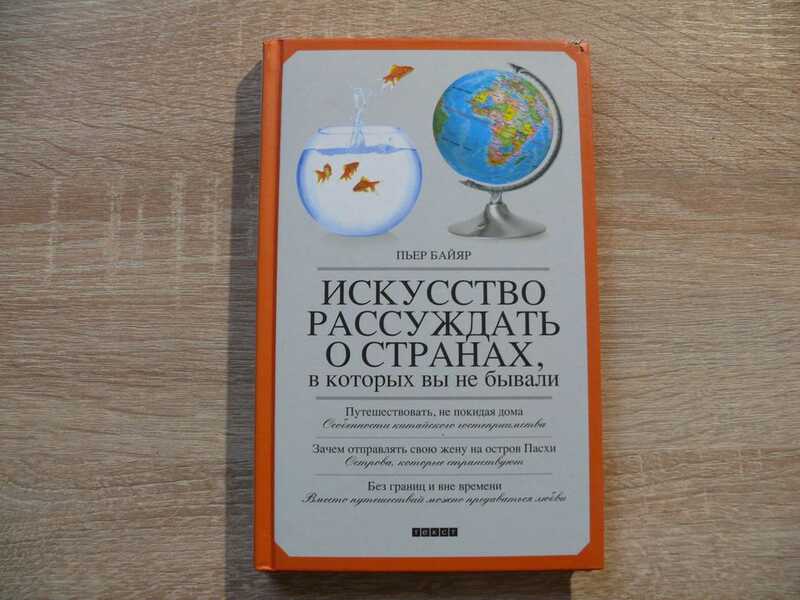 ПЬЕР БАЙЯР
ИСКУССТВО
РАССУЖДАТЬ
О СТРАНАХ,
в которых вы не бывали
Путешествовать, не покидая дома
Особенности китайского гостеприимства
Зачем отправлять свою жену на остров Пасхи
Острова, которые странствуют
Без границ и вне времени
Вместо путешествий можно предаваться любви
текст